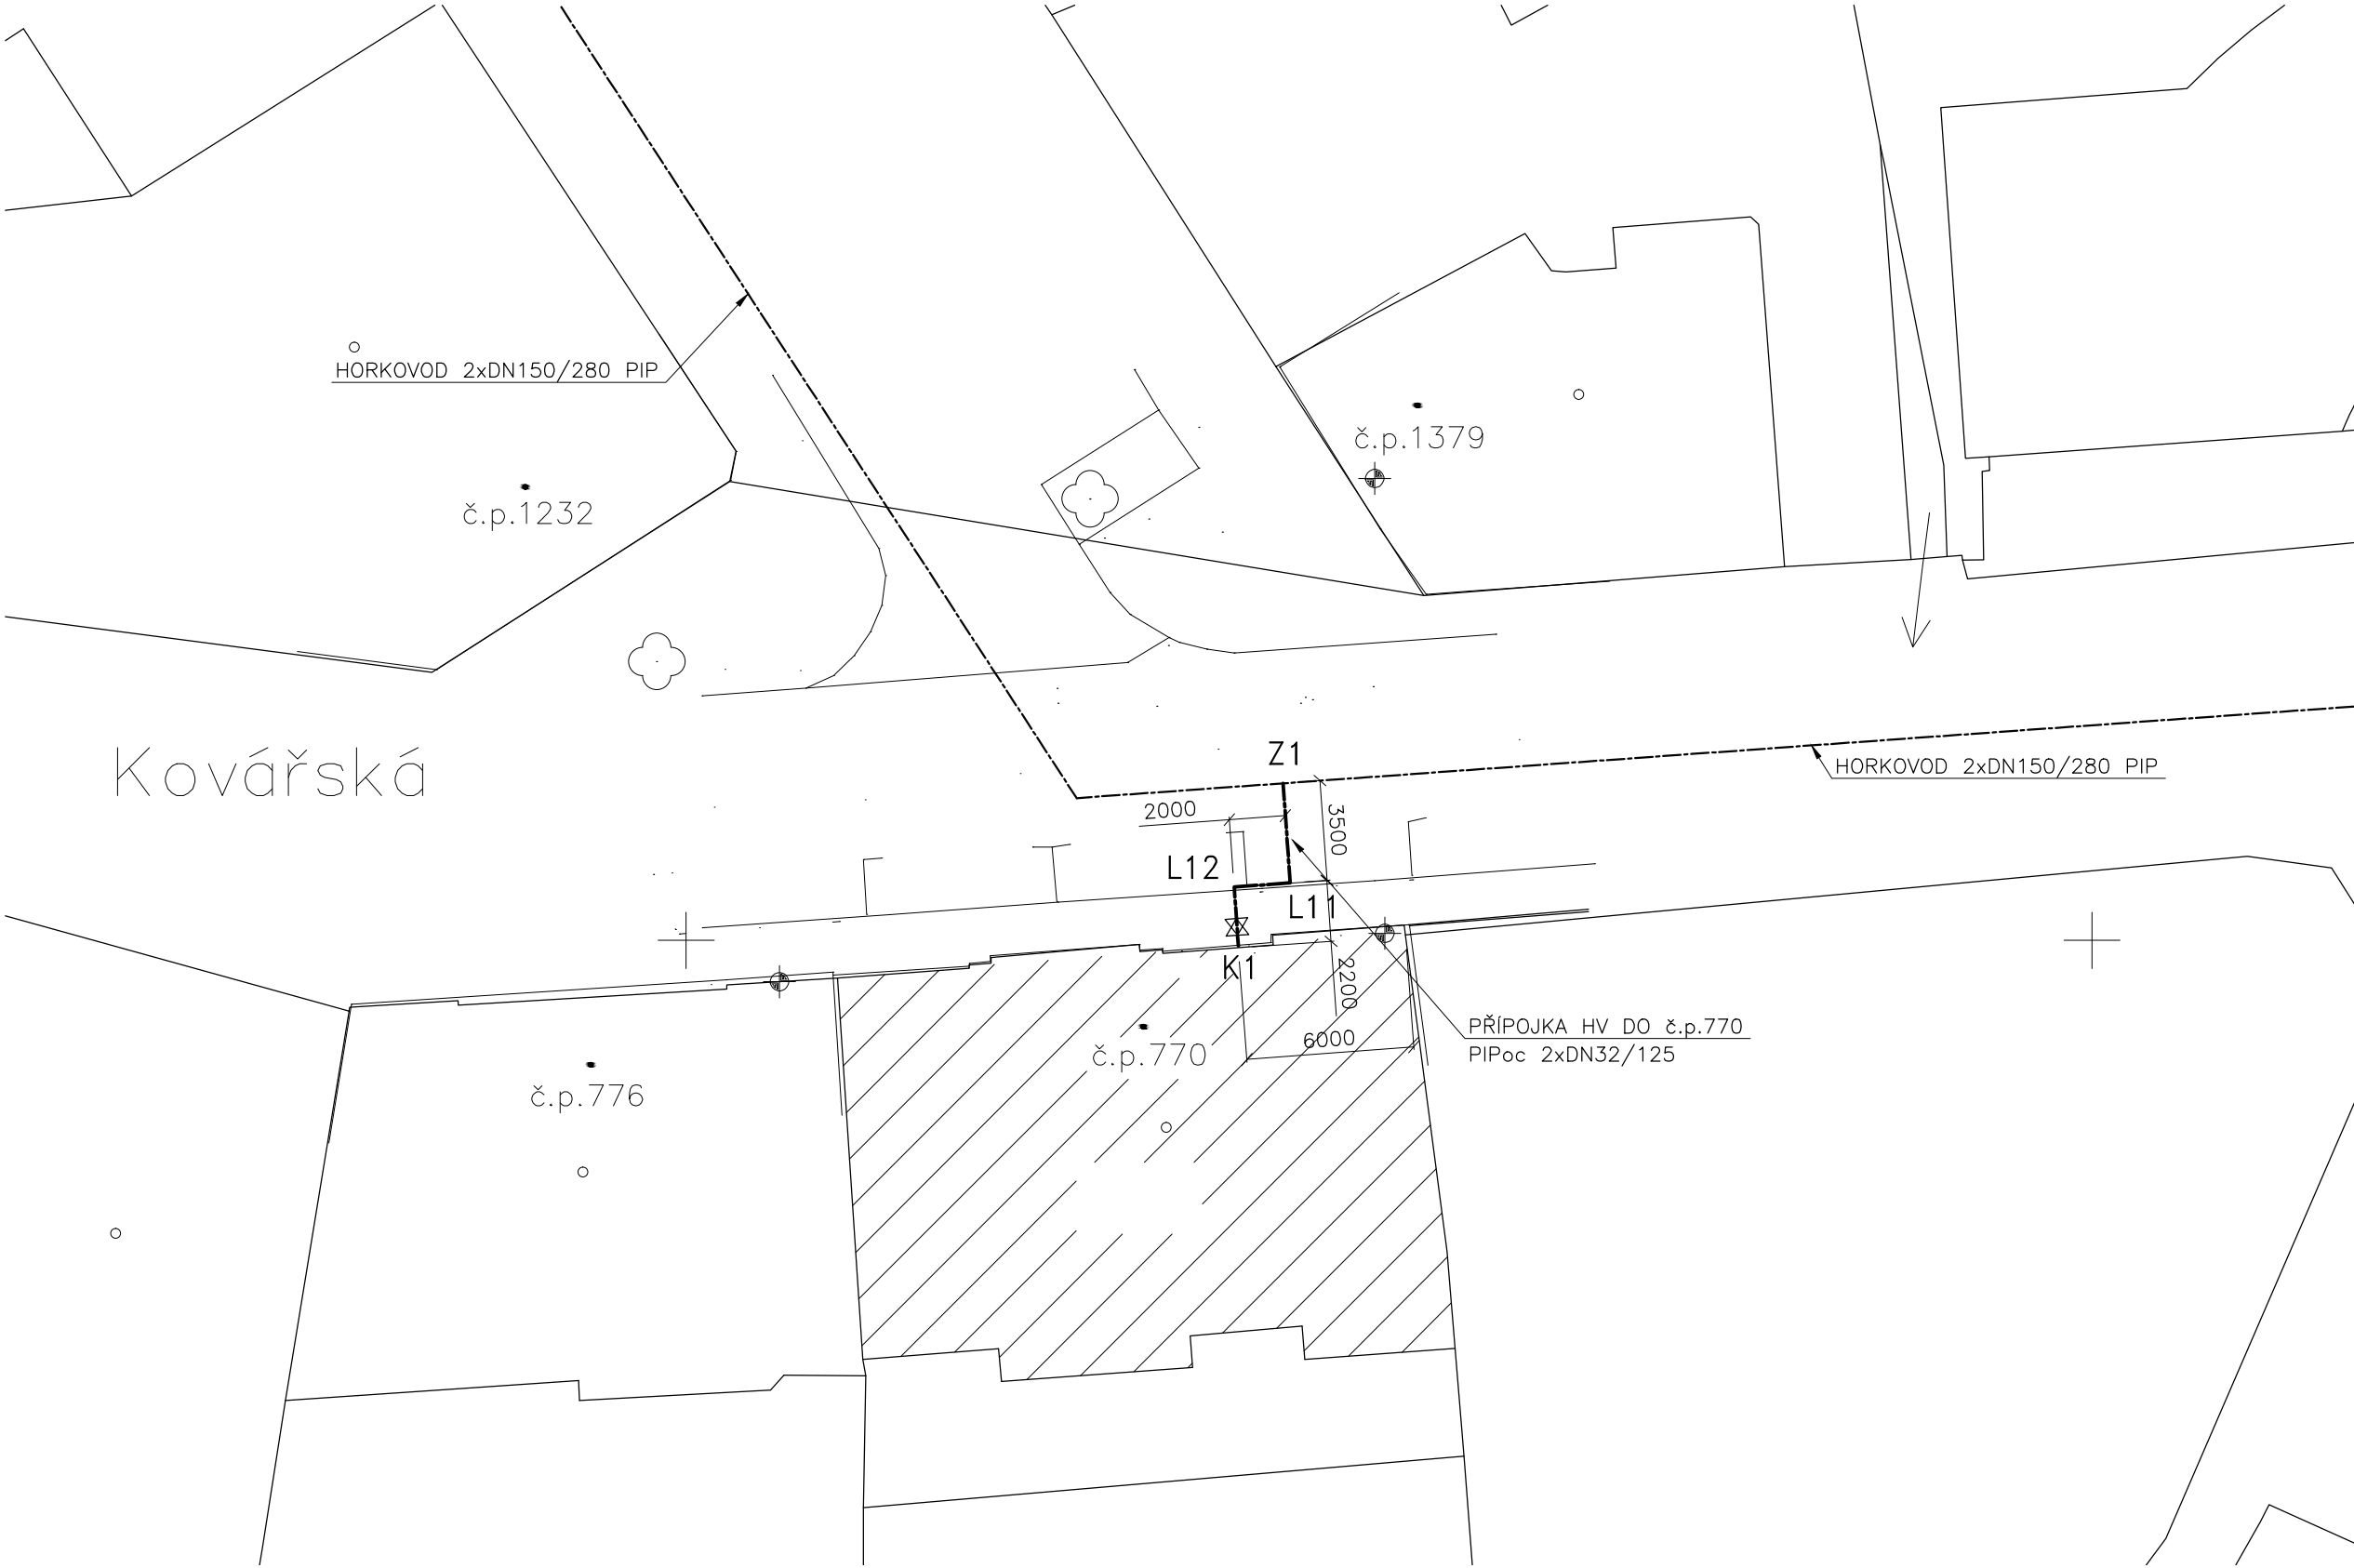 HORKOVOD 2xDN150/280 PIP
č.p.1379
č.p.1232
Kovářská
Z1
HORKOVOD 2xDN150/280 PIP
2000
3500
L12
L11
K1
2200
PŘÍPOJKA HV DO č.p.770
PIPoc 2xDN32/125
6000
č.p.770
č.p.776